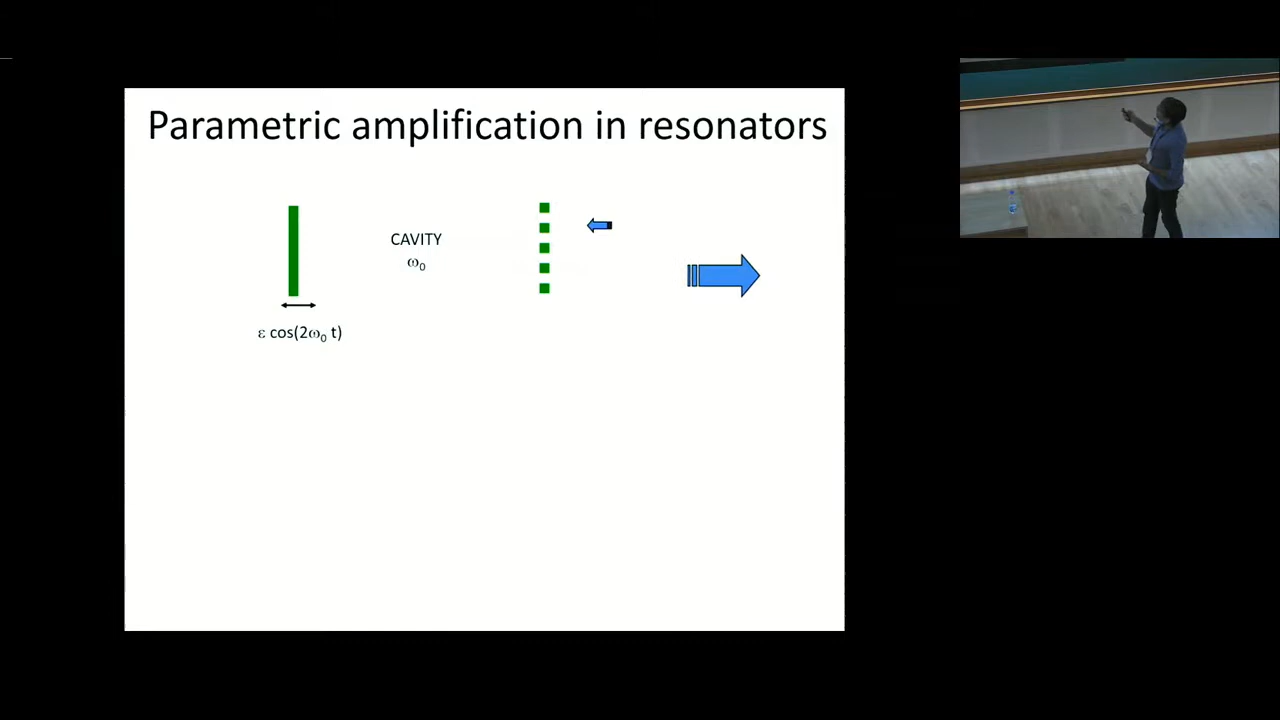 Parametric amplification in resonators
CAVITY
ω₀
ε cos(2ω₀ t)